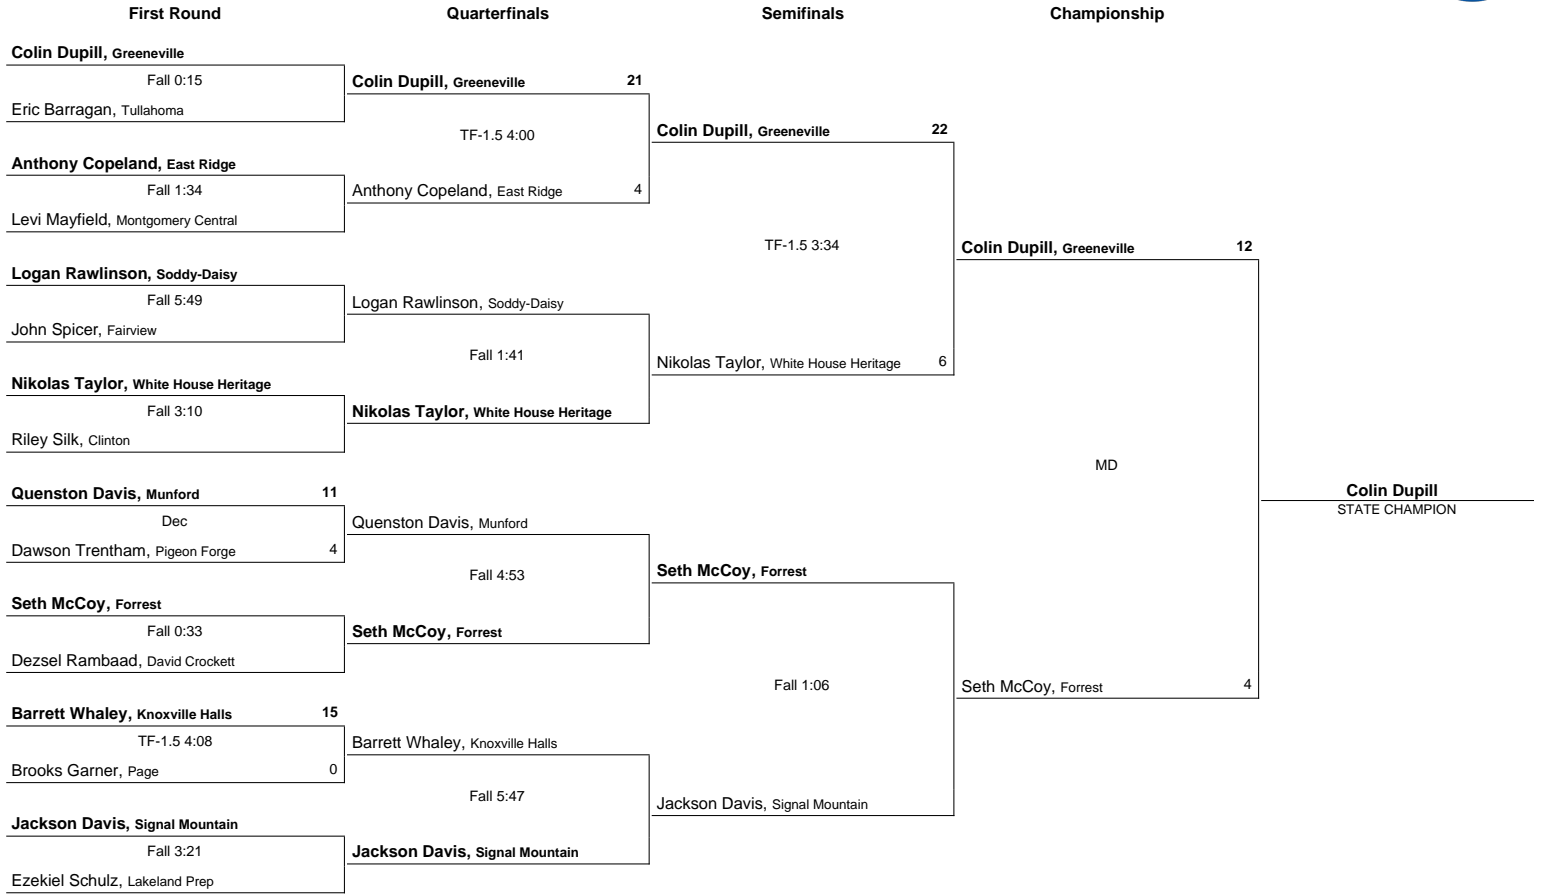 First Round
Quarterfinals
Semifinals
Championship
Colin Dupill, Greeneville
Fall 0:15
Eric Barragan, Tullahoma
Anthony Copeland, East Ridge
Fall 1:34
Levi Mayfield, Montgomery Central
Logan Rawlinson, Soddy-Daisy
Fall 5:49
John Spicer, Fairview
Nikolas Taylor, White House Heritage
Fall 3:10
Riley Silk, Clinton
Quenston Davis, Munford 11
Dec
Dawson Trentham, Pigeon Forge 4
Seth McCoy, Forrest
Fall 0:33
Dezsel Rambaad, David Crockett
Barrett Whaley, Knoxville Halls 15
TF-1.5 4:08
Brooks Garner, Page 0
Jackson Davis, Signal Mountain
Fall 3:21
Ezekiel Schulz, Lakeland Prep
Colin Dupill, Greeneville 21
TF-1.5 4:00
Anthony Copeland, East Ridge 4
Logan Rawlinson, Soddy-Daisy
Fall 1:41
Nikolas Taylor, White House Heritage
Quenston Davis, Munford
Fall 4:53
Seth McCoy, Forrest
Barrett Whaley, Knoxville Halls
Fall 5:47
Jackson Davis, Signal Mountain
Colin Dupill, Greeneville 22
TF-1.5 3:34
Nikolas Taylor, White House Heritage 6
Seth McCoy, Forrest
Fall 1:06
Jackson Davis, Signal Mountain
Colin Dupill, Greeneville 12
MD
Seth McCoy, Forrest 4
Colin Dupill
STATE CHAMPION